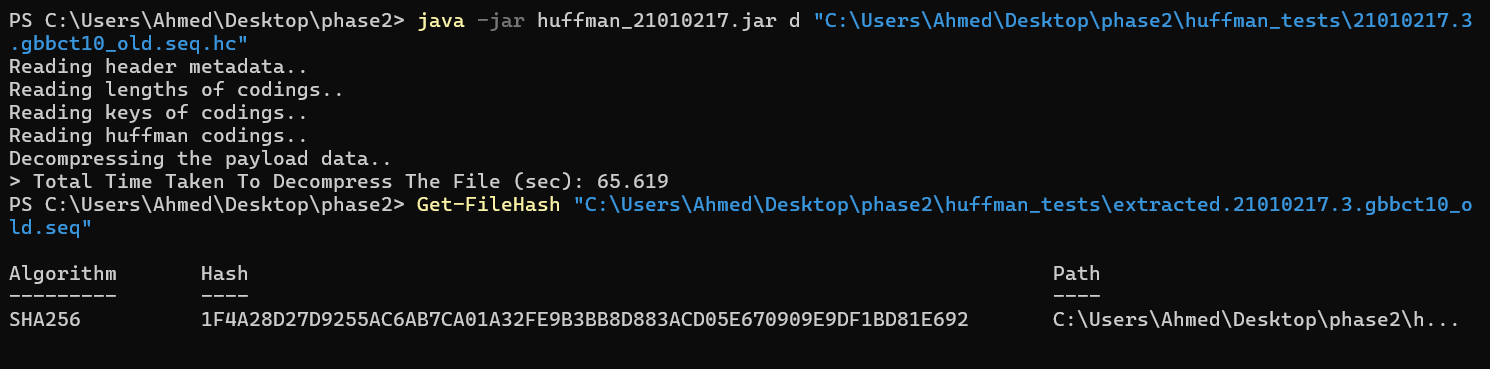 PS C:\Users\Ahmed\Desktop\phase2> java -jar huffman_21010217.jar d "C:\Users\Ahmed\Desktop\phase2\huffman_tests\21010217.3
.gbbct10_old.seq.hc"
Reading header metadata..
Reading lengths of codings..
Reading keys of codings..
Reading huffman codings..
Decompressing the payload data..
> Total Time Taken To Decompress The File (sec): 65.619
PS C:\Users\Ahmed\Desktop\phase2> Get-FileHash "C:\Users\Ahmed\Desktop\phase2\huffman_tests\extracted.21010217.3.gbbct10_o
ld.seq"
Algorithm       Hash                                                                   Path
---------       ----                                                                   ----
SHA256          1F4A28D27D9255AC6AB7CA01A32FE9B3BB8D883ACD05E670909E9DF1BD81E692       C:\Users\Ahmed\Desktop\phase2\h...